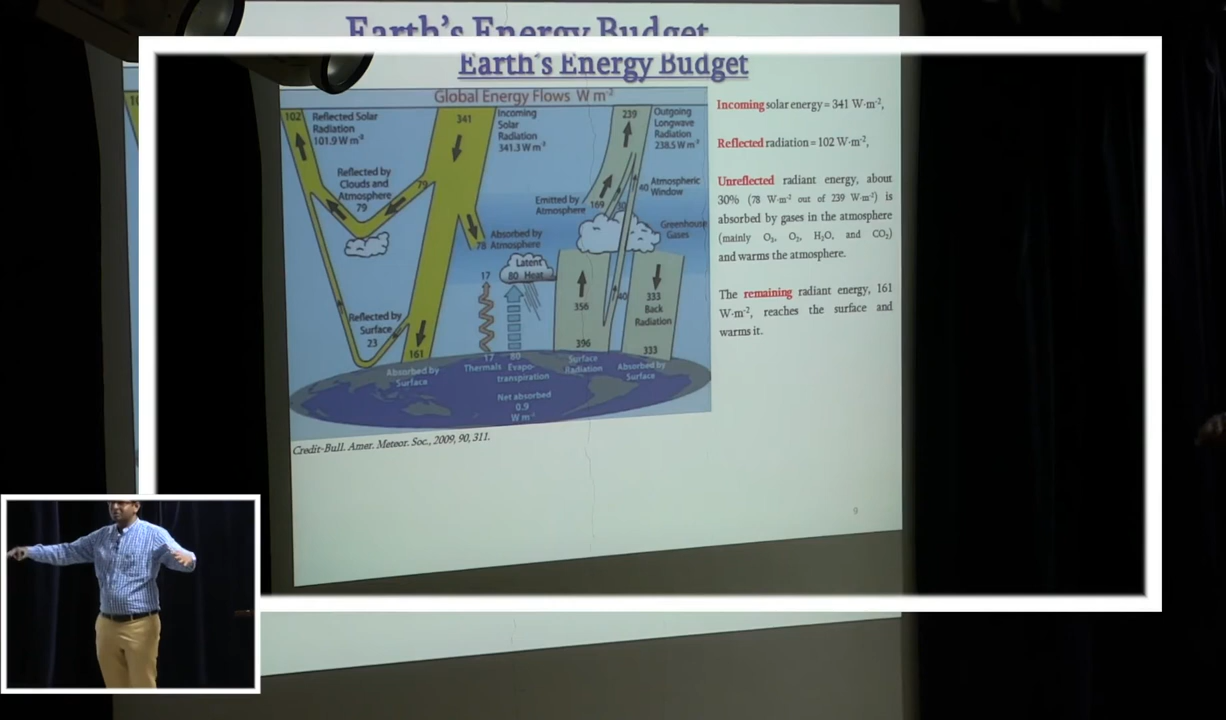 Earth's Energy Budget
Earth's Energy Budget
Global Energy Flows W m⁻²
102
Reflected Solar
Radiation
101.9 W m⁻²
341
Incoming
Solar
Radiation
341.3 W m⁻²
239
Outgoing
Longwave
Radiation
238.5 W m⁻²
Reflected by
Clouds and
Atmosphere
79
79
Emitted by
Atmosphere
169
30
40
Atmospheric
Window
Greenhouse
Gases
78
Absorbed by
Atmosphere
17
Latent
80 Heat
356
40
333
Back
Radiation
Reflected by
Surface
23
161
Absorbed by
Surface
17
Thermals
80
Evapo-
transpiration
396
Surface
Radiation
333
Absorbed by
Surface
Net absorbed
0.9
W m⁻²
Credit-Bull. Amer. Meteor. Soc., 2009, 90, 311.
Incoming solar energy = 341 W·m⁻²,
Reflected radiation = 102 W·m⁻²,
Unreflected radiant energy, about
30% (78 W·m⁻² out of 239 W·m⁻²) is
absorbed by gases in the atmosphere
(mainly O₂, O₃, H₂O, and CO₂)
and warms the atmosphere.
The remaining radiant energy, 161
W·m⁻², reaches the surface and
warms it.
9